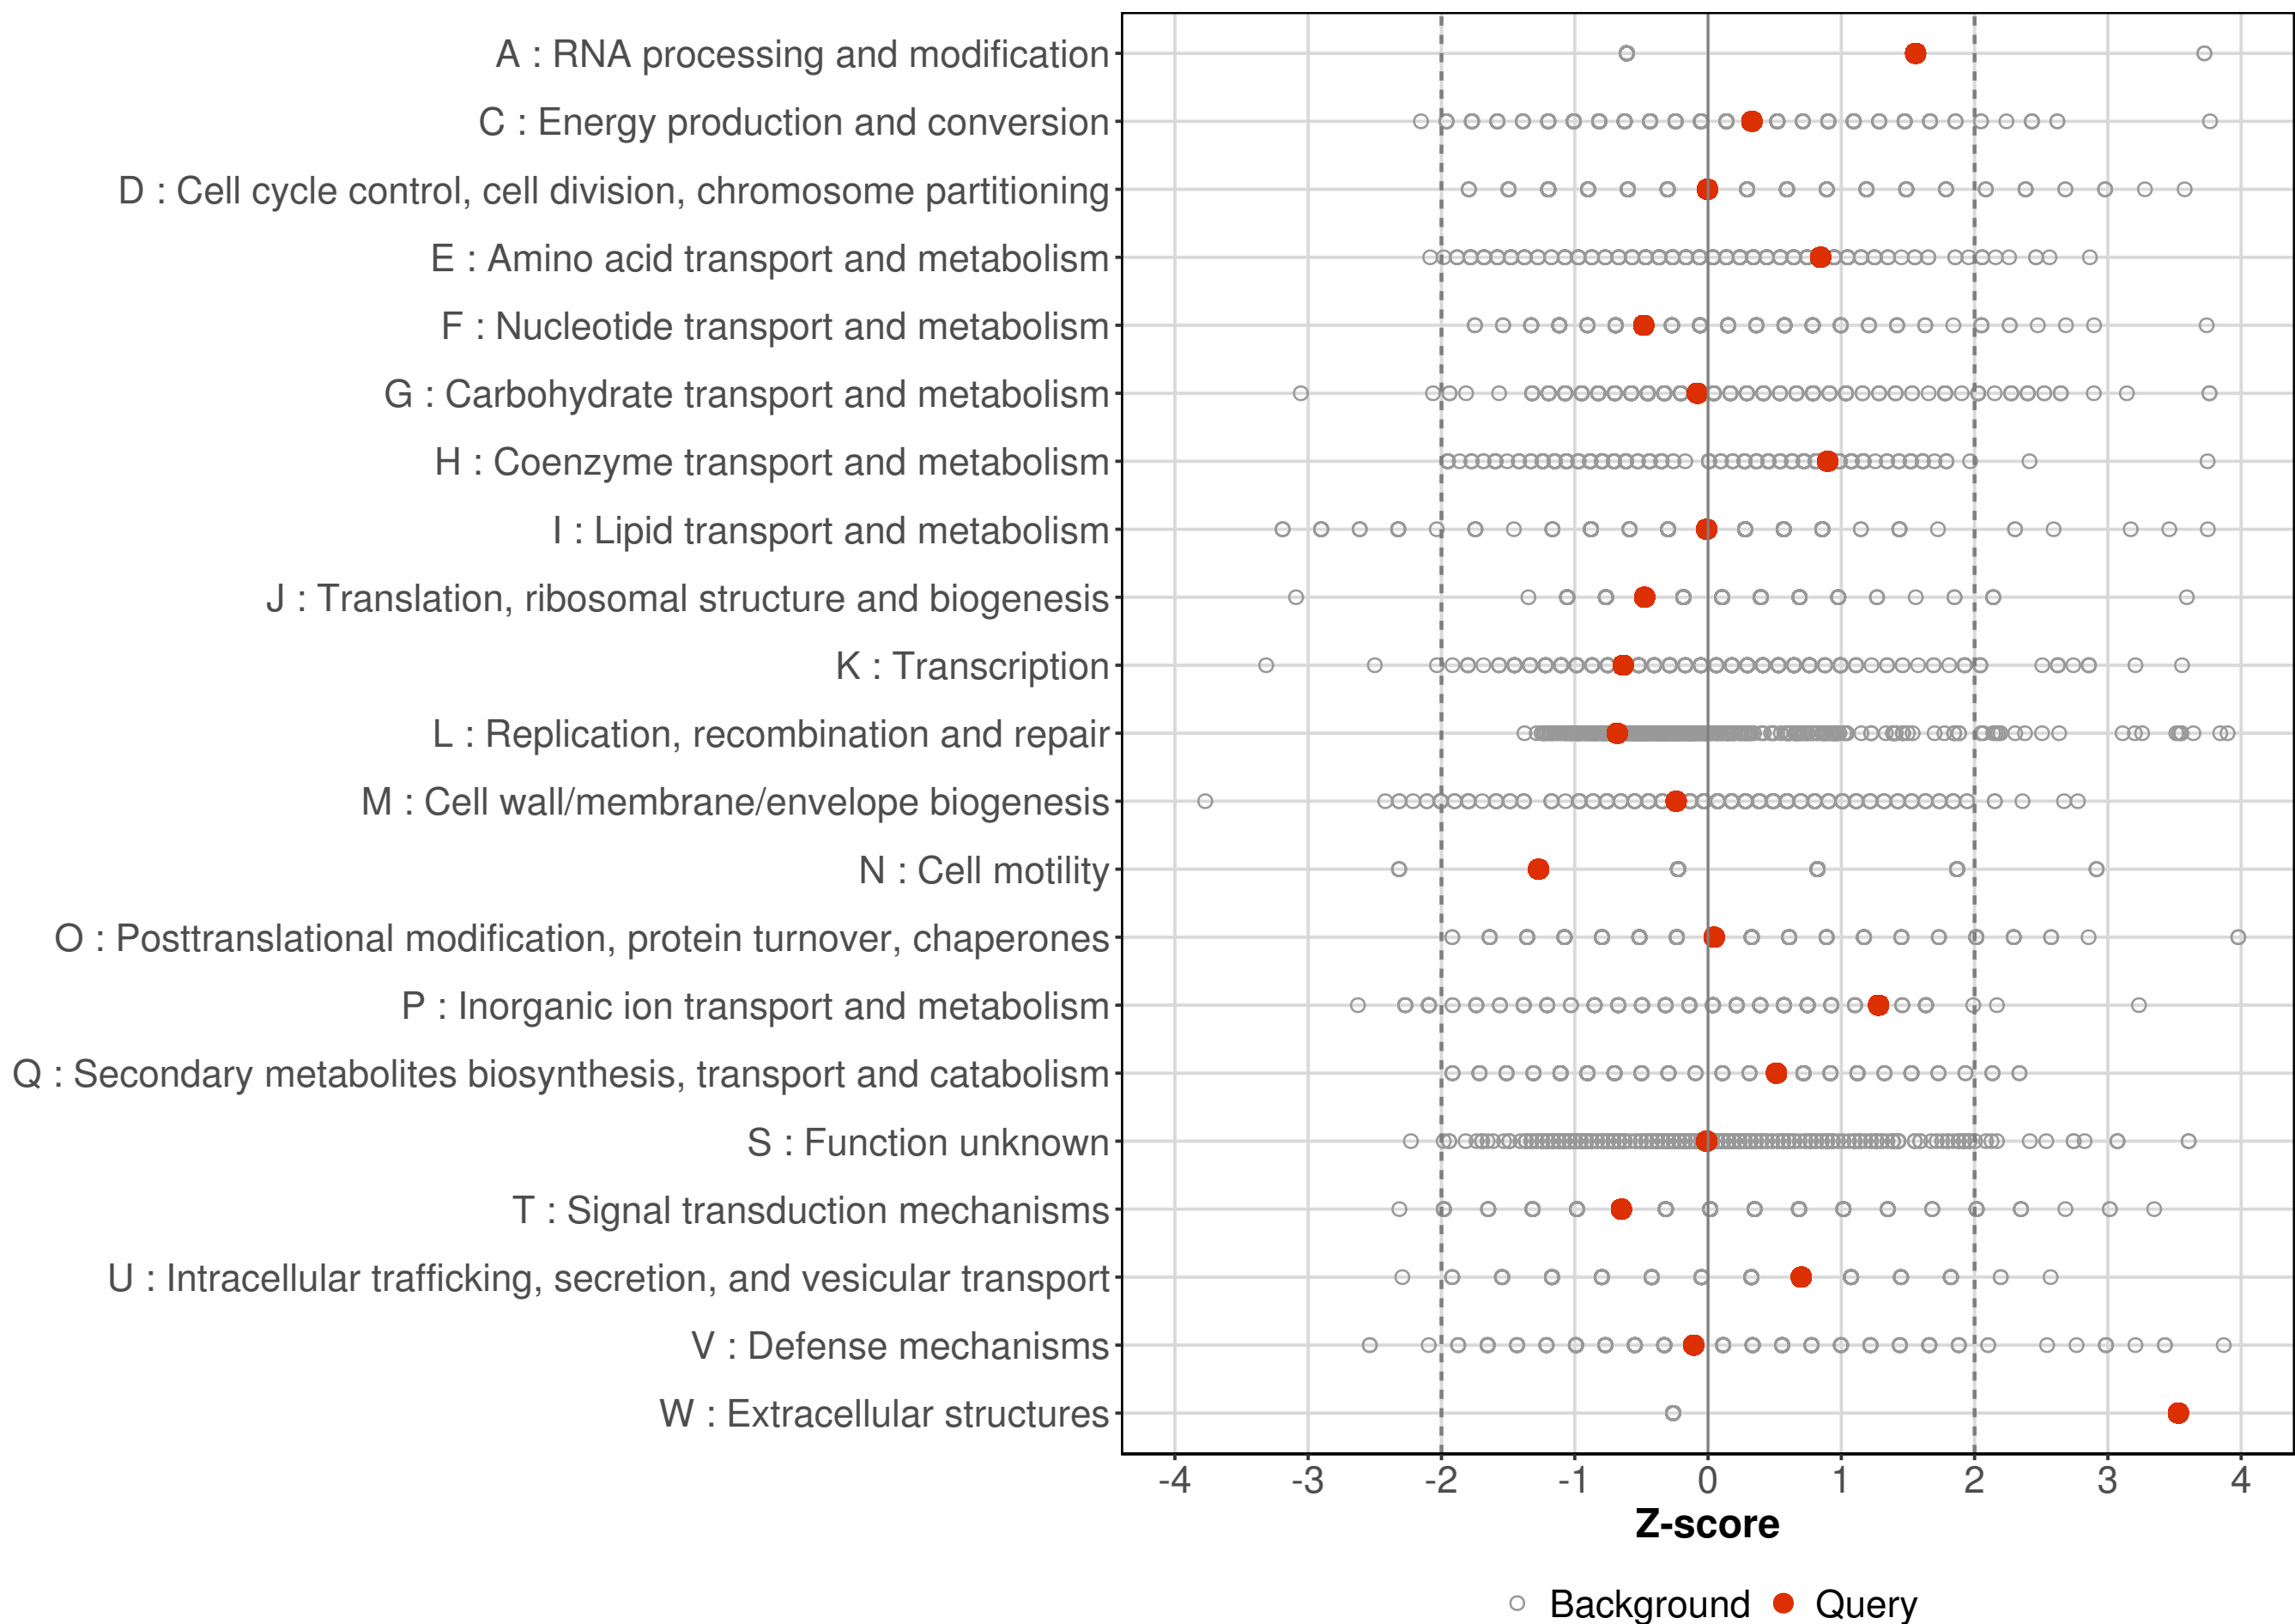 A : RNA processing and modification
C : Energy production and conversion
D : Cell cycle control, cell division, chromosome partitioning
E : Amino acid transport and metabolism
F : Nucleotide transport and metabolism
G : Carbohydrate transport and metabolism
H : Coenzyme transport and metabolism
I : Lipid transport and metabolism
J : Translation, ribosomal structure and biogenesis
K : Transcription
L : Replication, recombination and repair
M : Cell wall/membrane/envelope biogenesis
N : Cell motility
O : Posttranslational modification, protein turnover, chaperones
P : Inorganic ion transport and metabolism
Q : Secondary metabolites biosynthesis, transport and catabolism
S : Function unknown
T : Signal transduction mechanisms
U : Intracellular trafficking, secretion, and vesicular transport
V : Defense mechanisms
W : Extracellular structures
-4 -3 -2 -1 0 1 2 3 4
Z-score
Background Query